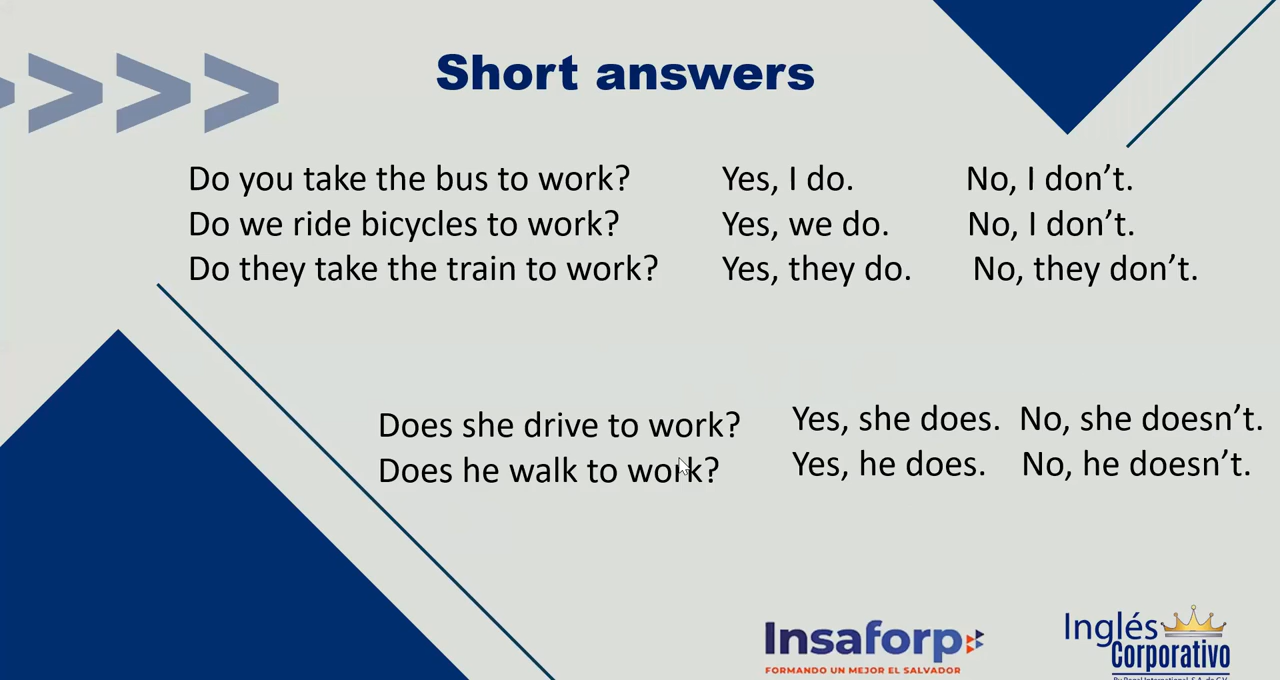 Short answers
Do you take the bus to work? Yes, I do. No, I don’t.
Do we ride bicycles to work? Yes, we do. No, I don’t.
Do they take the train to work? Yes, they do. No, they don’t.
Does she drive to work? Yes, she does. No, she doesn’t.
Does he walk to work? Yes, he does. No, he doesn’t.
Insaforp
FORMANDO UN MEJOR EL SALVADOR
Inglés
Corporativo